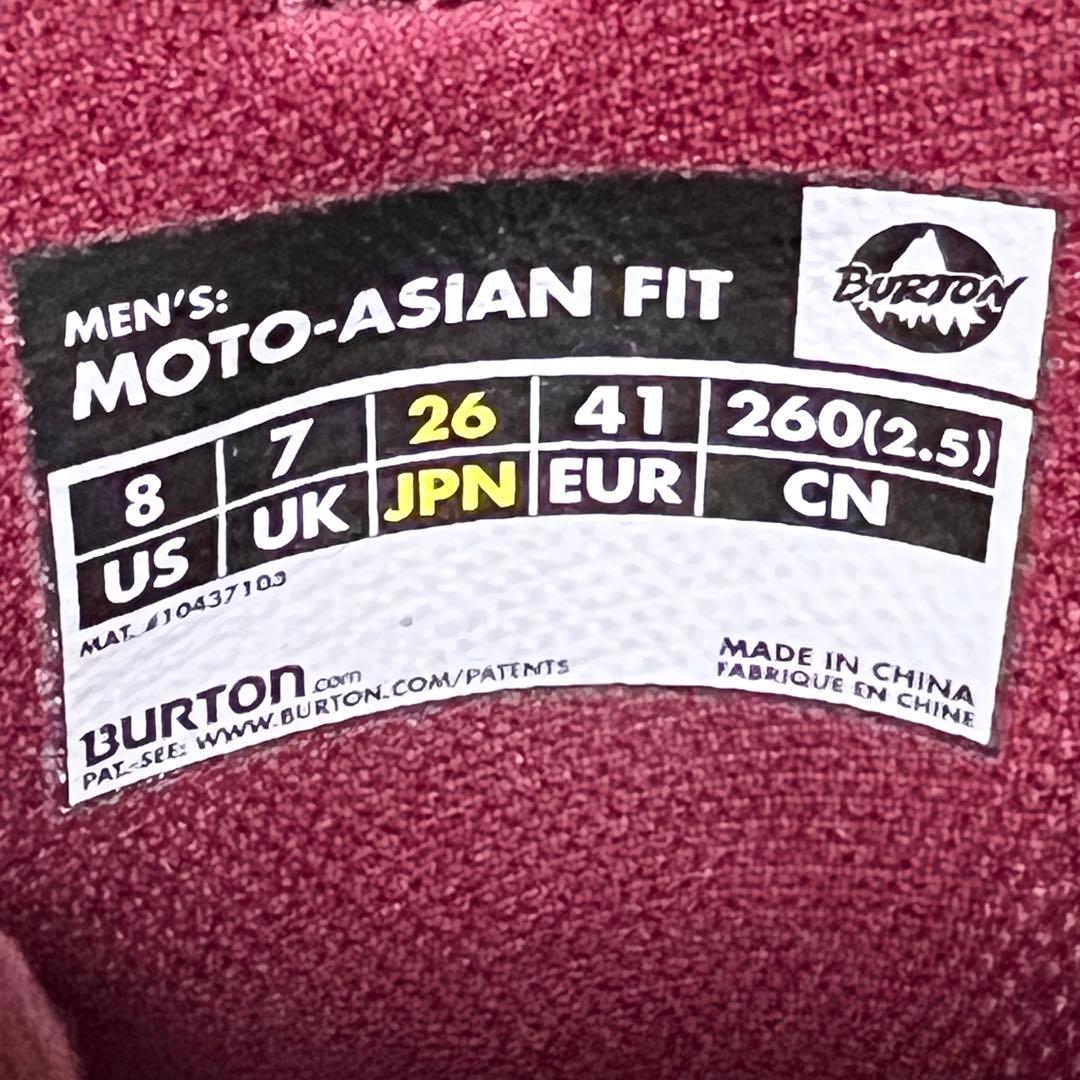 BURTON
MEN'S:
MOTO-ASIAN FIT
8 7 26 41 260(2.5)
US UK JPN EUR CN
MAT. #10437103
BURTON.com
PAT.-SEE: WWW.BURTON.COM/PATENTS
MADE IN CHINA
FABRIQUE EN CHINE